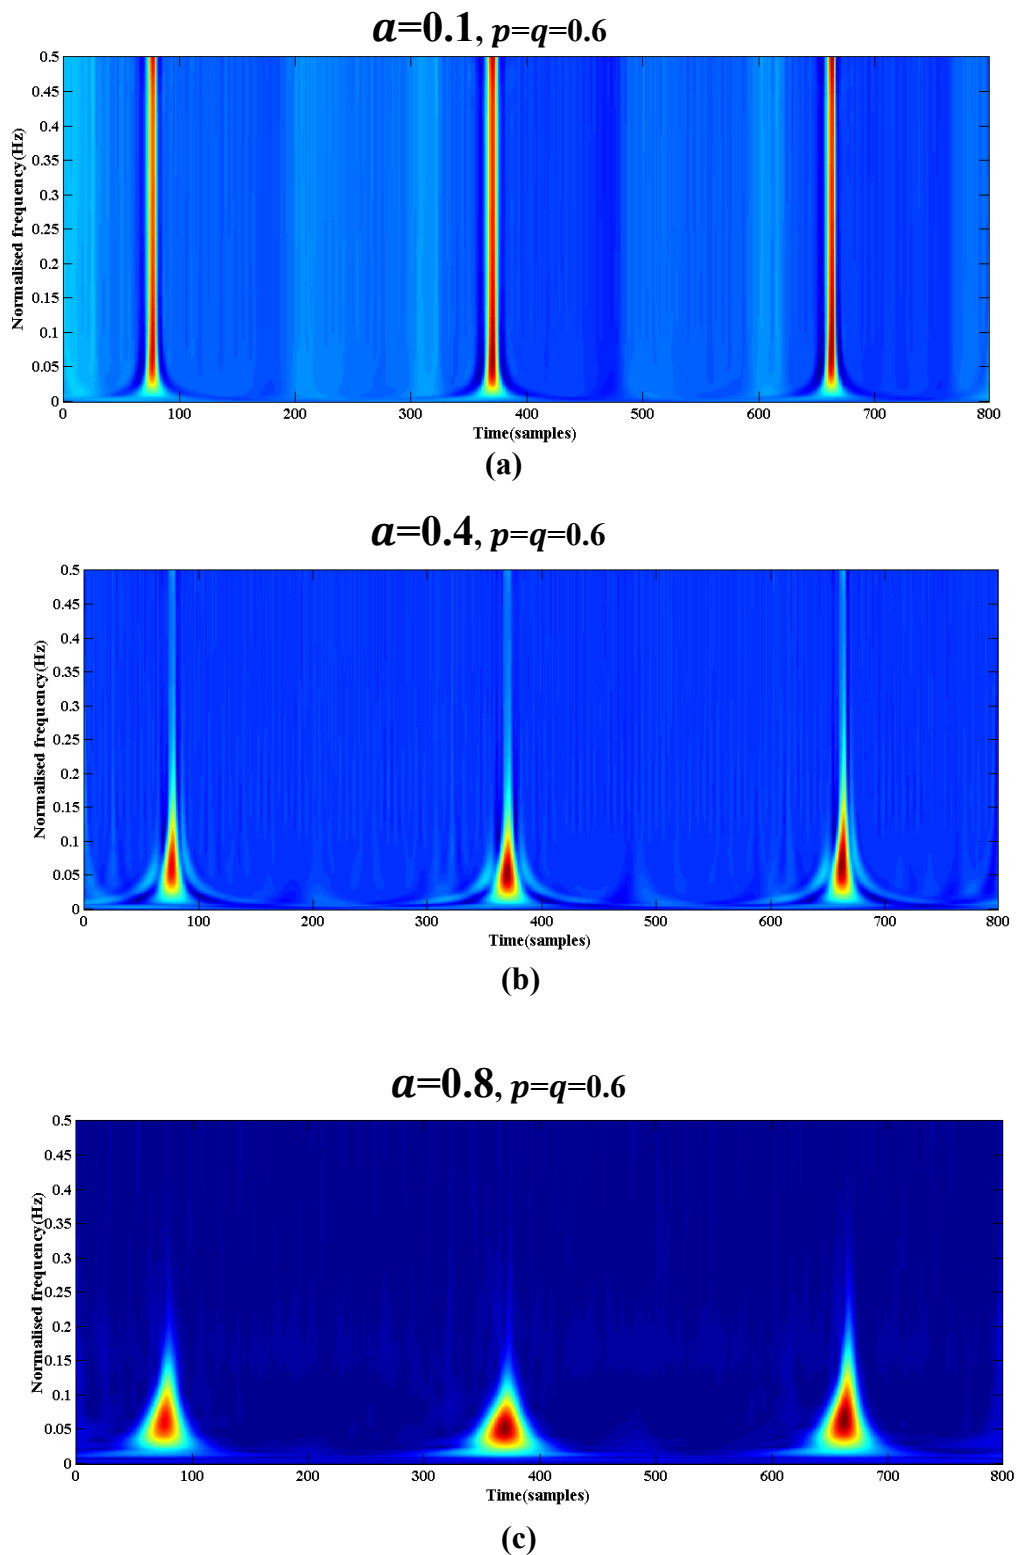 a=0.1, p=q=0.6
0.5
0.45
0.4
0.35
0.3
0.25
0.2
0.15
0.1
0.05
0
Normalised frequency(Hz)
0 100 200 300 400 500 600 700 800
Time(samples)
(a)
a=0.4, p=q=0.6
0.5
0.45
0.4
0.35
0.3
0.25
0.2
0.15
0.1
0.05
0
Normalised frequency(Hz)
0 100 200 300 400 500 600 700 800
Time(samples)
(b)
a=0.8, p=q=0.6
0.5
0.45
0.4
0.35
0.3
0.25
0.2
0.15
0.1
0.05
0
Normalised frequency(Hz)
0 100 200 300 400 500 600 700 800
Time(samples)
(c)